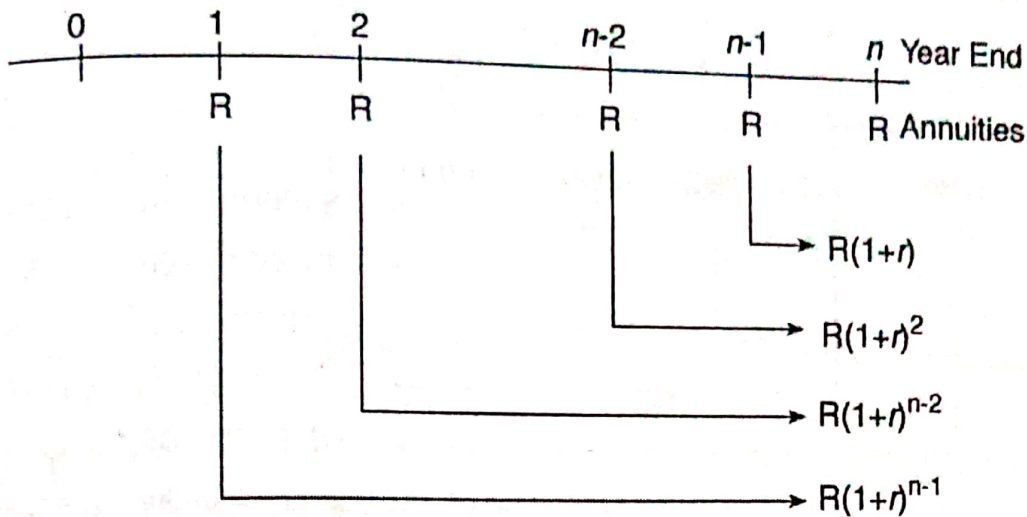 0 1 2 n-2 n-1 n Year End
R R R R R Annuities
R(1+r)
R(1+r)²
R(1+r)ⁿ⁻²
R(1+r)ⁿ⁻¹